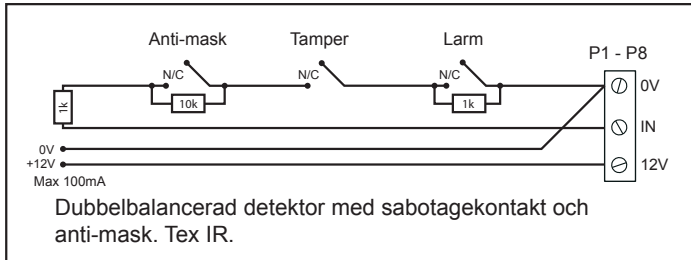 Anti-mask Tamper Larm P1 - P8
N/C N/C N/C 0V
10k 1k
1k
IN
0V
+12V 12V
Max 100mA
Dubbelbalancerad detektor med sabotagekontakt och
anti-mask. Tex IR.